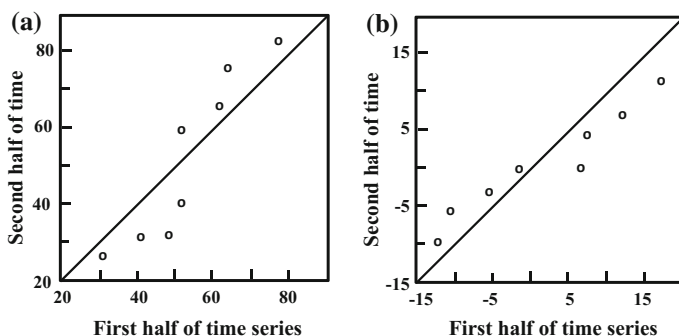 (a)
Second half of time
80
60
40
20
20 40 60 80
First half of time series
(b)
Second half of time
15
5
-5
-15
-15 -5 5 15
First half of time series